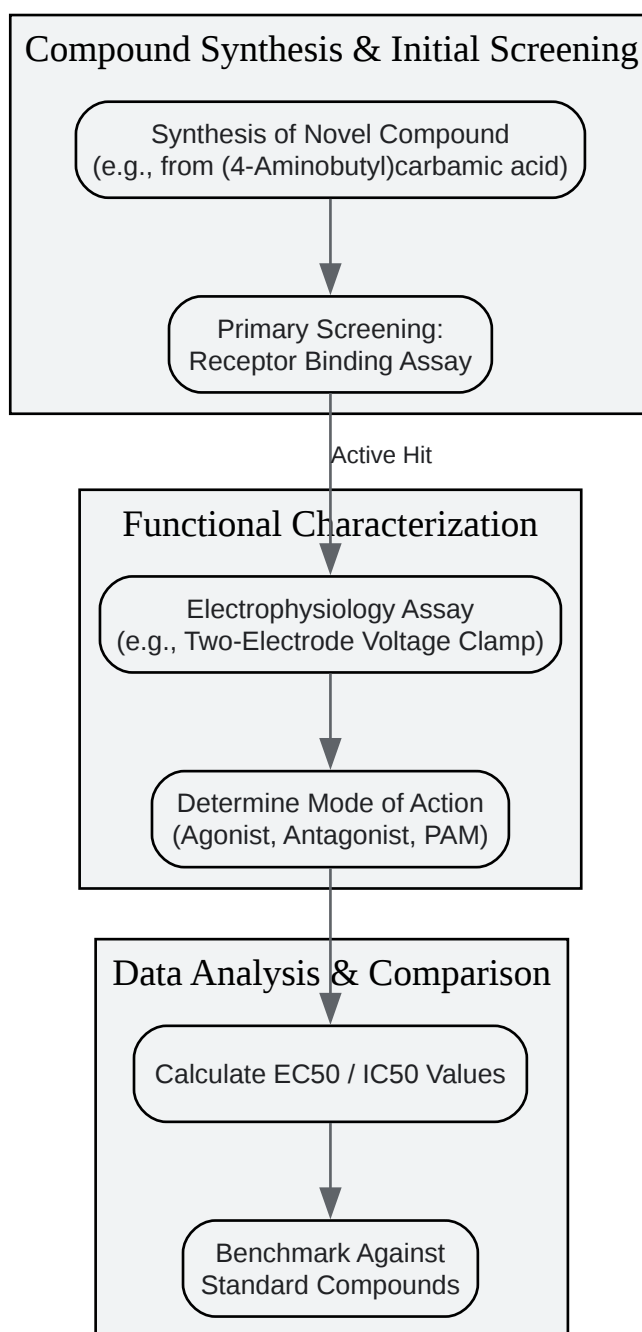 Compound Synthesis & Initial Screening
Synthesis of Novel Compound
(e.g., from (4-Aminobutyl)carbamic acid)
Primary Screening:
Receptor Binding Assay
Active Hit
Functional Characterization
Electrophysiology Assay
(e.g., Two-Electrode Voltage Clamp)
Determine Mode of Action
(Agonist, Antagonist, PAM)
Data Analysis & Comparison
Calculate EC50 / IC50 Values
Benchmark Against
Standard Compounds